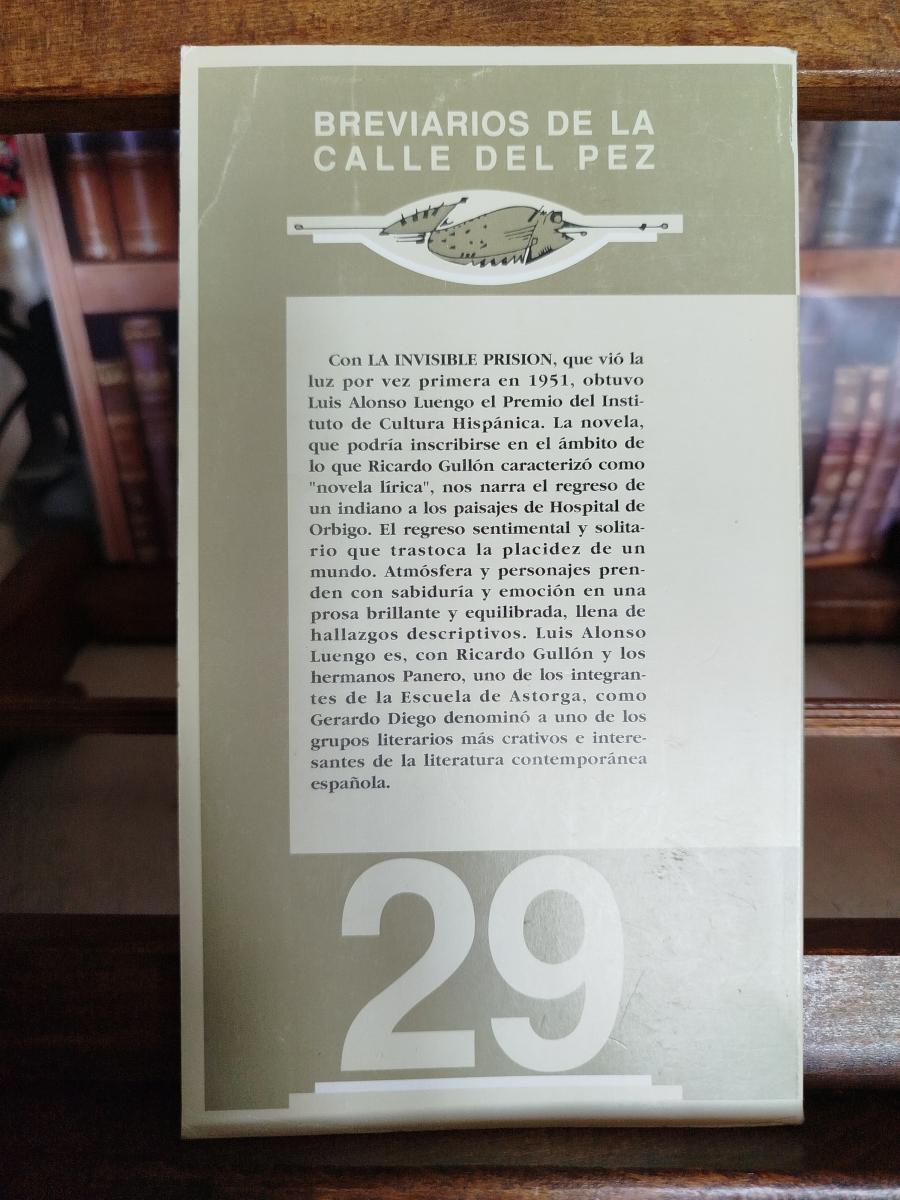 BREVIARIOS DE LA
CALLE DEL PEZ
Con LA INVISIBLE PRISION, que vió la
luz por vez primera en 1951, obtuvo
Luis Alonso Luengo el Premio del Insti-
tuto de Cultura Hispánica. La novela,
que podría inscribirse en el ámbito de
lo que Ricardo Gullón caracterizó como
"novela lírica", nos narra el regreso de
un indiano a los paisajes de Hospital de
Orbigo. El regreso sentimental y solita-
rio que trastoca la placidez de un
mundo. Atmósfera y personajes pren-
den con sabiduría y emoción en una
prosa brillante y equilibrada, llena de
hallazgos descriptivos. Luis Alonso
Luengo es, con Ricardo Gullón y los
hermanos Panero, uno de los integran-
tes de la Escuela de Astorga, como
Gerardo Diego denominó a uno de los
grupos literarios más crativos e intere-
santes de la literatura contemporánea
española.
29